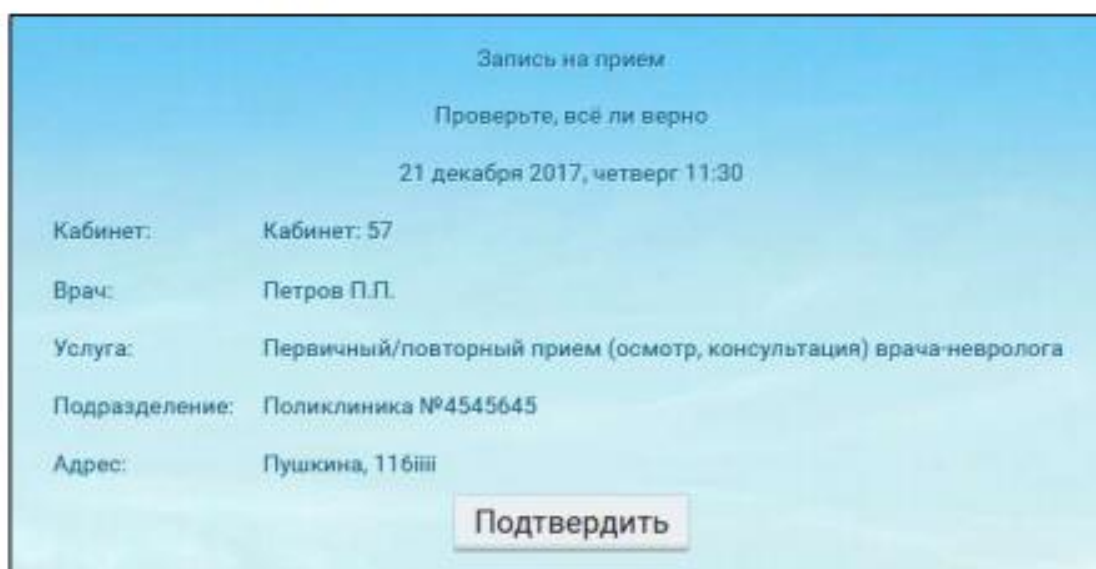 Запись на прием
Проверьте, всё ли верно
21 декабря 2017, четверг 11:30
Кабинет: Кабинет: 57
Врач: Петров П.П.
Услуга: Первичный/повторный прием (осмотр, консультация) врача-невролога
Подразделение: Поликлиника №4545645
Адрес: Пушкина, 116iiii
Подтвердить